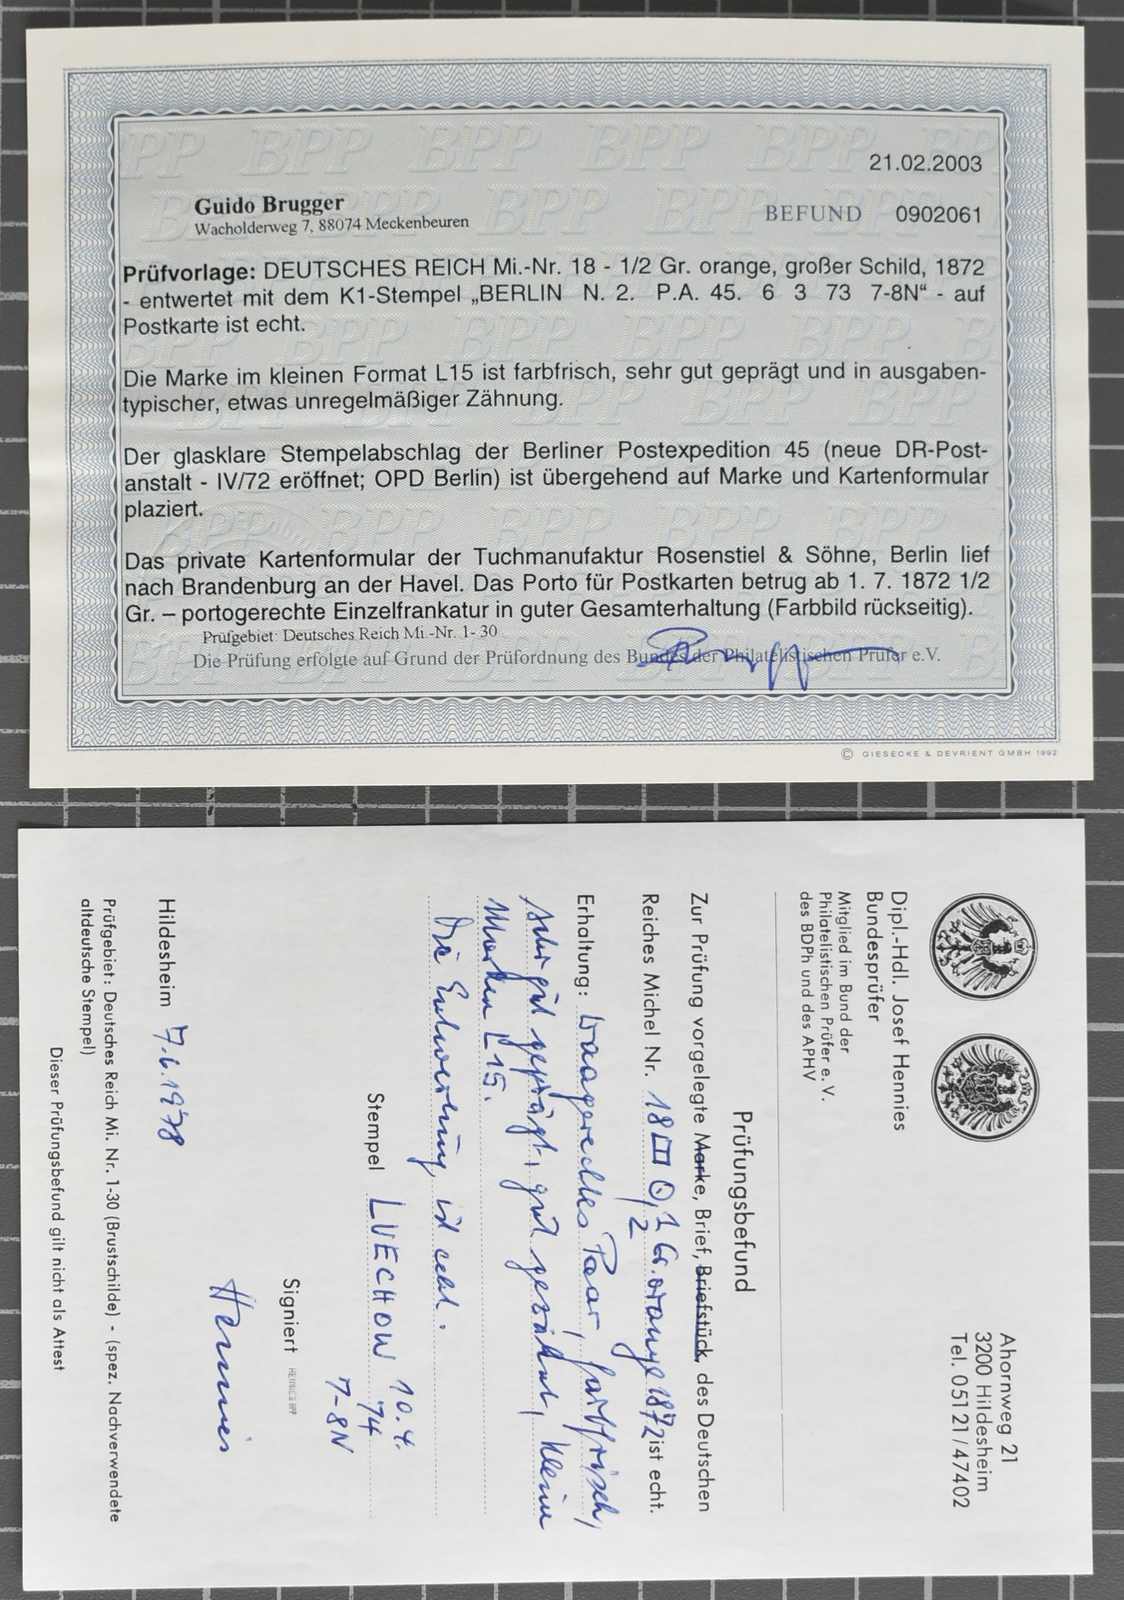 21.02.2003
Guido Brugger
Wacholderweg 7, 88074 Meckenbeuren
BEFUND 0902061
Prüfvorlage: DEUTSCHES REICH Mi.-Nr. 18 - 1/2 Gr. orange, großer Schild, 1872
- entwertet mit dem K1-Stempel „BERLIN N. 2. P.A. 45. 6 3 73 7-8N“ - auf
Postkarte ist echt.
Die Marke im kleinen Format L15 ist farbfrisch, sehr gut geprägt und in ausgaben-
typischer, etwas unregelmäßiger Zähnung.
Der glasklare Stempelabschlag der Berliner Postexpedition 45 (neue DR-Post-
anstalt - IV/72 eröffnet; OPD Berlin) ist übergehend auf Marke und Kartenformular
plaziert.
Das private Kartenformular der Tuchmanufaktur Rosenstiel & Söhne, Berlin lief
nach Brandenburg an der Havel. Das Porto für Postkarten betrug ab 1. 7. 1872 1/2
Gr. – portogerechte Einzelfrankatur in guter Gesamterhaltung (Farbbild rückseitig).
Prüfgebiet: Deutsches Reich Mi.-Nr. 1- 30
Die Prüfung erfolgte auf Grund der Prüfordnung des Bundes der Philatelistischen Prüfer e.V.
© GIESECKE & DEVRIENT GMBH 1992
Dipl.-Hdl. Josef Hennies
Bundesprüfer
Mitglied im Bund der
Philatelistischen Prüfer e. V.
des BDPh und des APHV
Ahornweg 21
3200 Hildesheim
Tel. 051 21 / 47402
Prüfungsbefund
Zur Prüfung vorgelegte Marke, Brief, Briefstück, des Deutschen
Reiches Michel Nr. 18 1/2 Gr. orange 1872 ist echt.
Erhaltung: Waagerechtes Paar, farbfrisch,
sehr gut geprägt, gut gezähnt, kleine
Marken L15.
Die Entwertung ist echt.
Stempel LUECHOW 10.4.
74
7-8N
Signiert HENNIES BPP
Hildesheim 7.6.1978
Hennies
Prüfgebiet: Deutsches Reich Mi. Nr. 1-30 (Brustschilde) - (spez. Nachverwendete
altdeutsche Stempel)
Dieser Prüfungsbefund gilt nicht als Attest